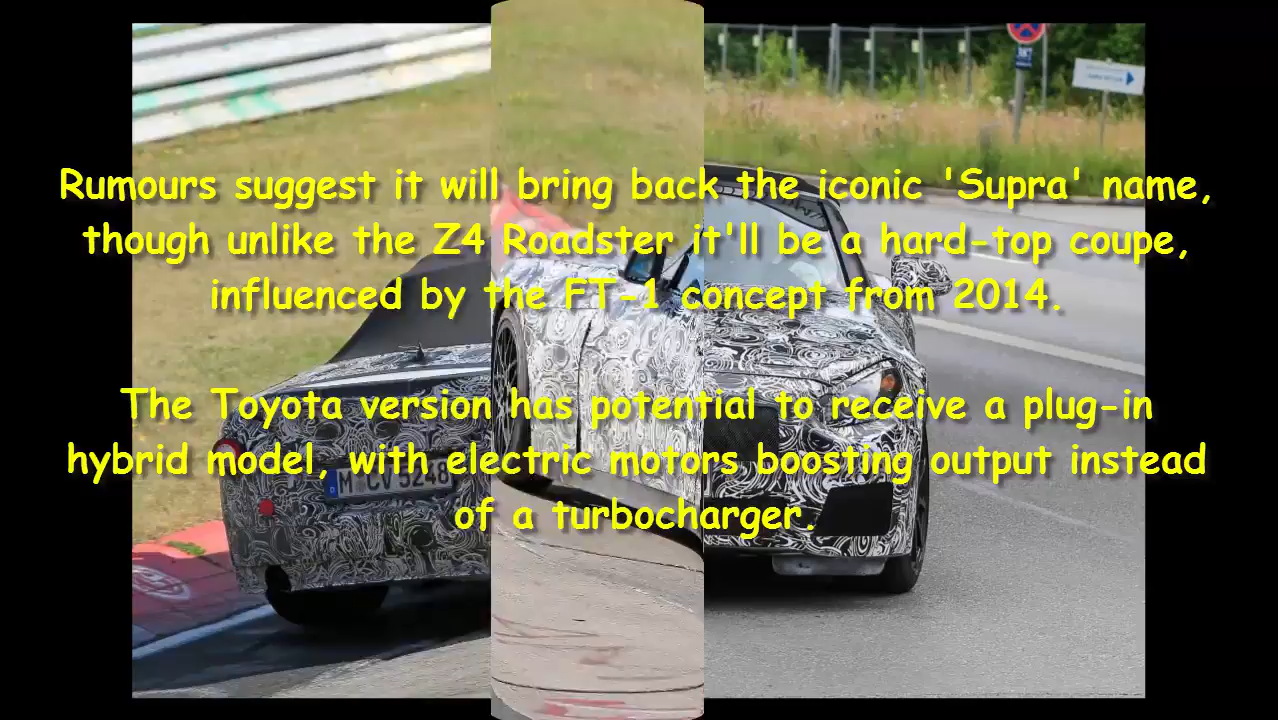 Rumours suggest it will bring back the iconic 'Supra' name,
though unlike the Z4 Roadster it'll be a hard-top coupe,
influenced by the FT-1 concept from 2014.
The Toyota version has potential to receive a plug-in
hybrid model, with electric motors boosting output instead
of a turbocharger.
M CV 5248